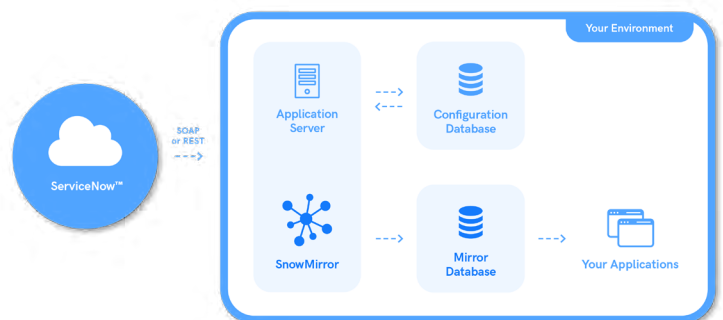 Your Environment
Application
Server
Configuration
Database
SOAP
or REST
ServiceNow™
SnowMirror
Mirror
Database
Your Applications